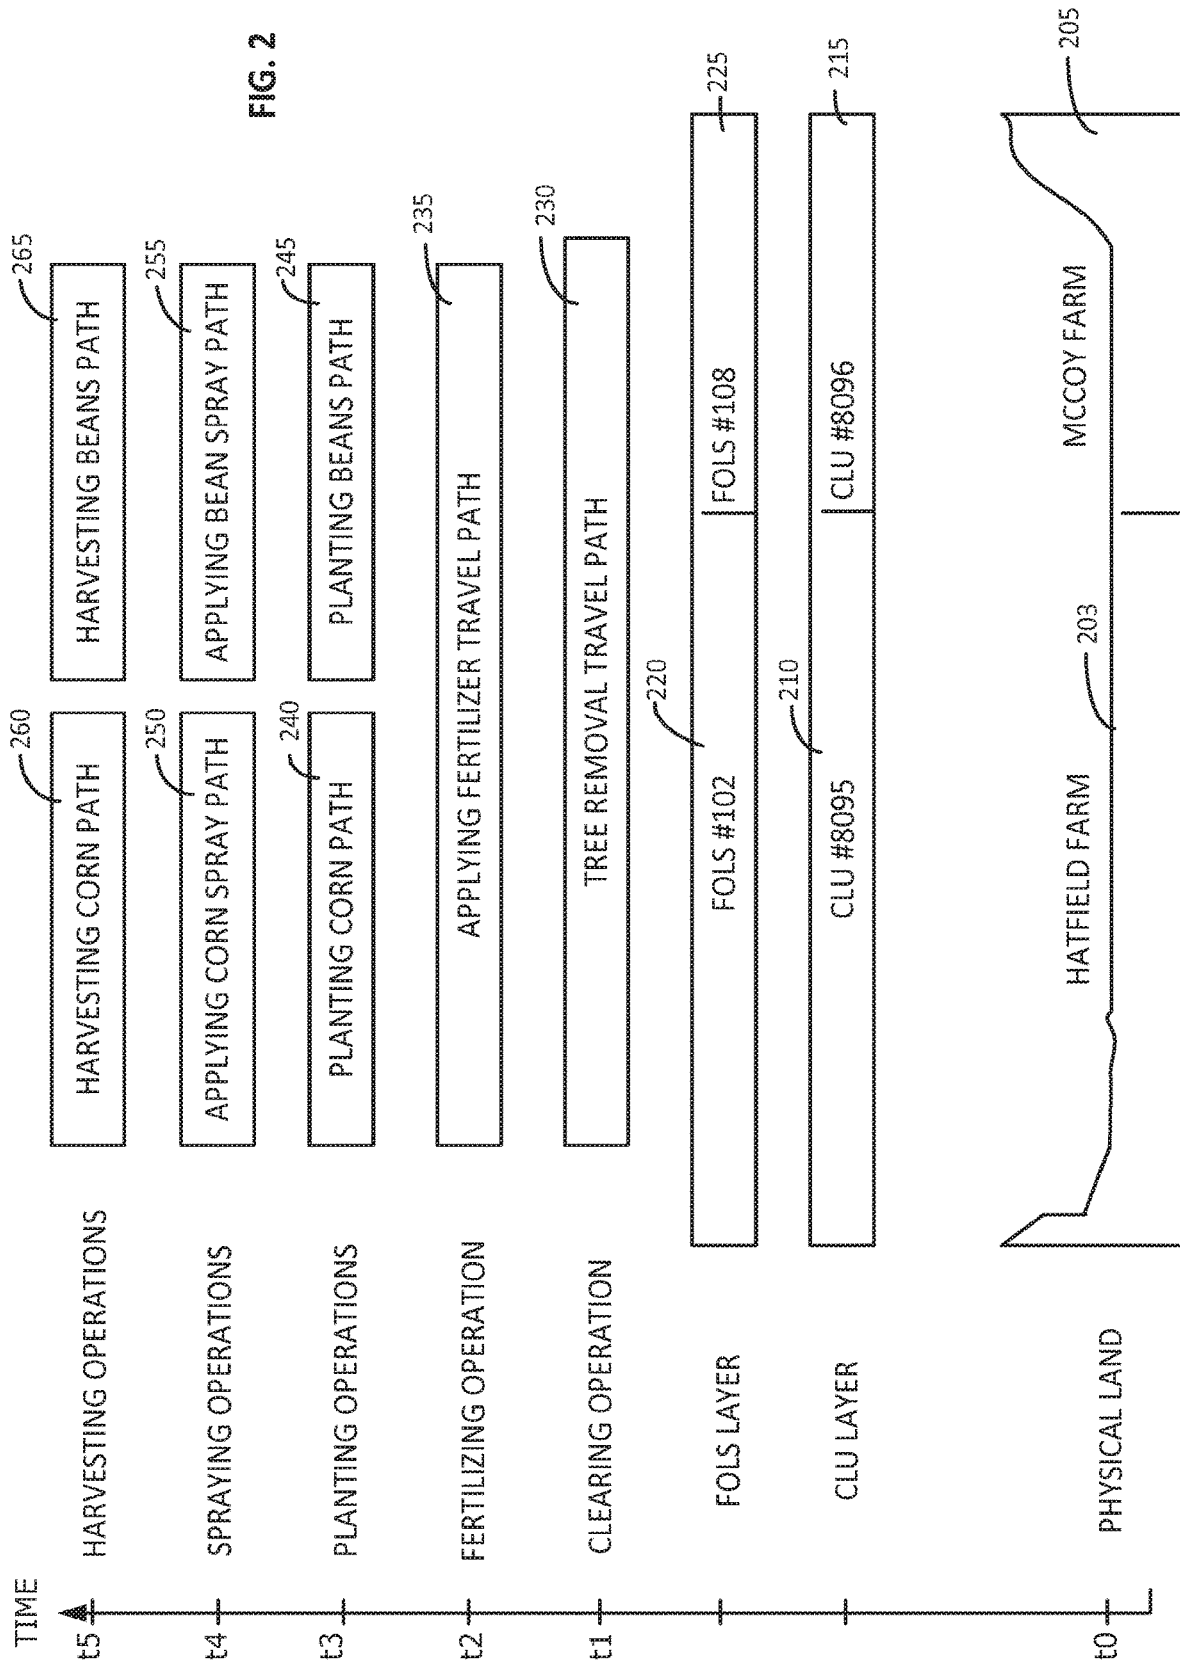 FIG. 2
TIME
t5
HARVESTING OPERATIONS
HARVESTING CORN PATH
260
HARVESTING BEANS PATH
265
t4
SPRAYING OPERATIONS
APPLYING CORN SPRAY PATH
250
APPLYING BEAN SPRAY PATH
255
t3
PLANTING OPERATIONS
PLANTING CORN PATH
240
PLANTING BEANS PATH
245
t2
FERTILIZING OPERATION
APPLYING FERTILIZER TRAVEL PATH
235
t1
CLEARING OPERATION
TREE REMOVAL TRAVEL PATH
230
FOLS LAYER
FOLS #102
220
FOLS #108
225
CLU LAYER
CLU #8095
210
CLU #8096
215
t0
PHYSICAL LAND
HATFIELD FARM
203
MCCOY FARM
205